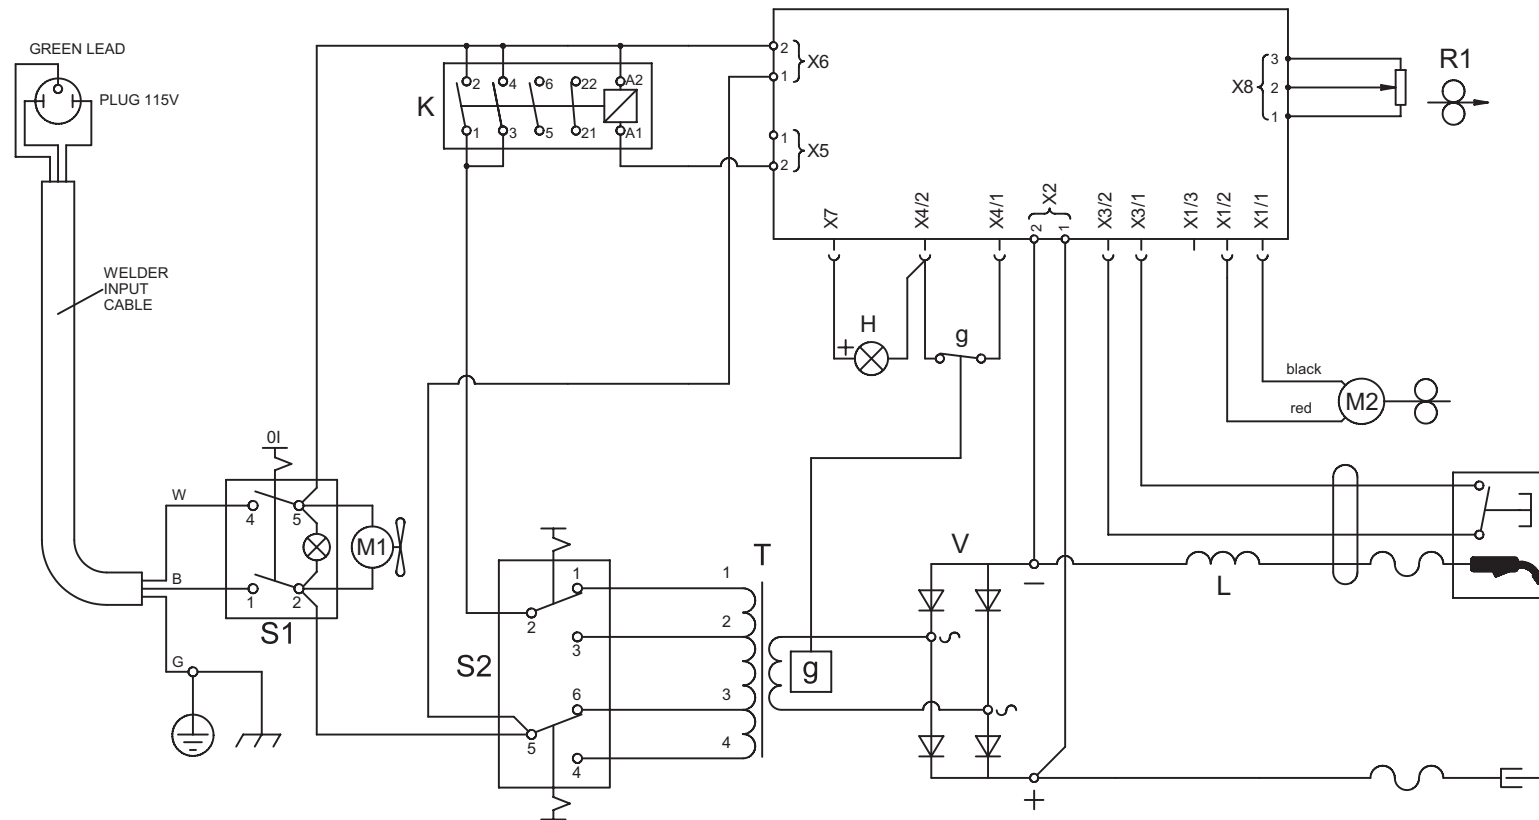 GREEN LEAD
PLUG 115V
WELDER
INPUT
CABLE
K
2 4 6 22 A2
1 3 5 21 A1
2
1
X6
1
2
X5
X7
X4/2
X4/1
2
1
X2
X3/2
X3/1
X1/3
X1/2
X1/1
3
2
1
X8
R1
H
+
g
black
red
M2
0I
W
4 5
M1
B
1 2
S1
G
S2
1
2
3
6
5
4
T
1
2
3
4
g
V
−
L
+